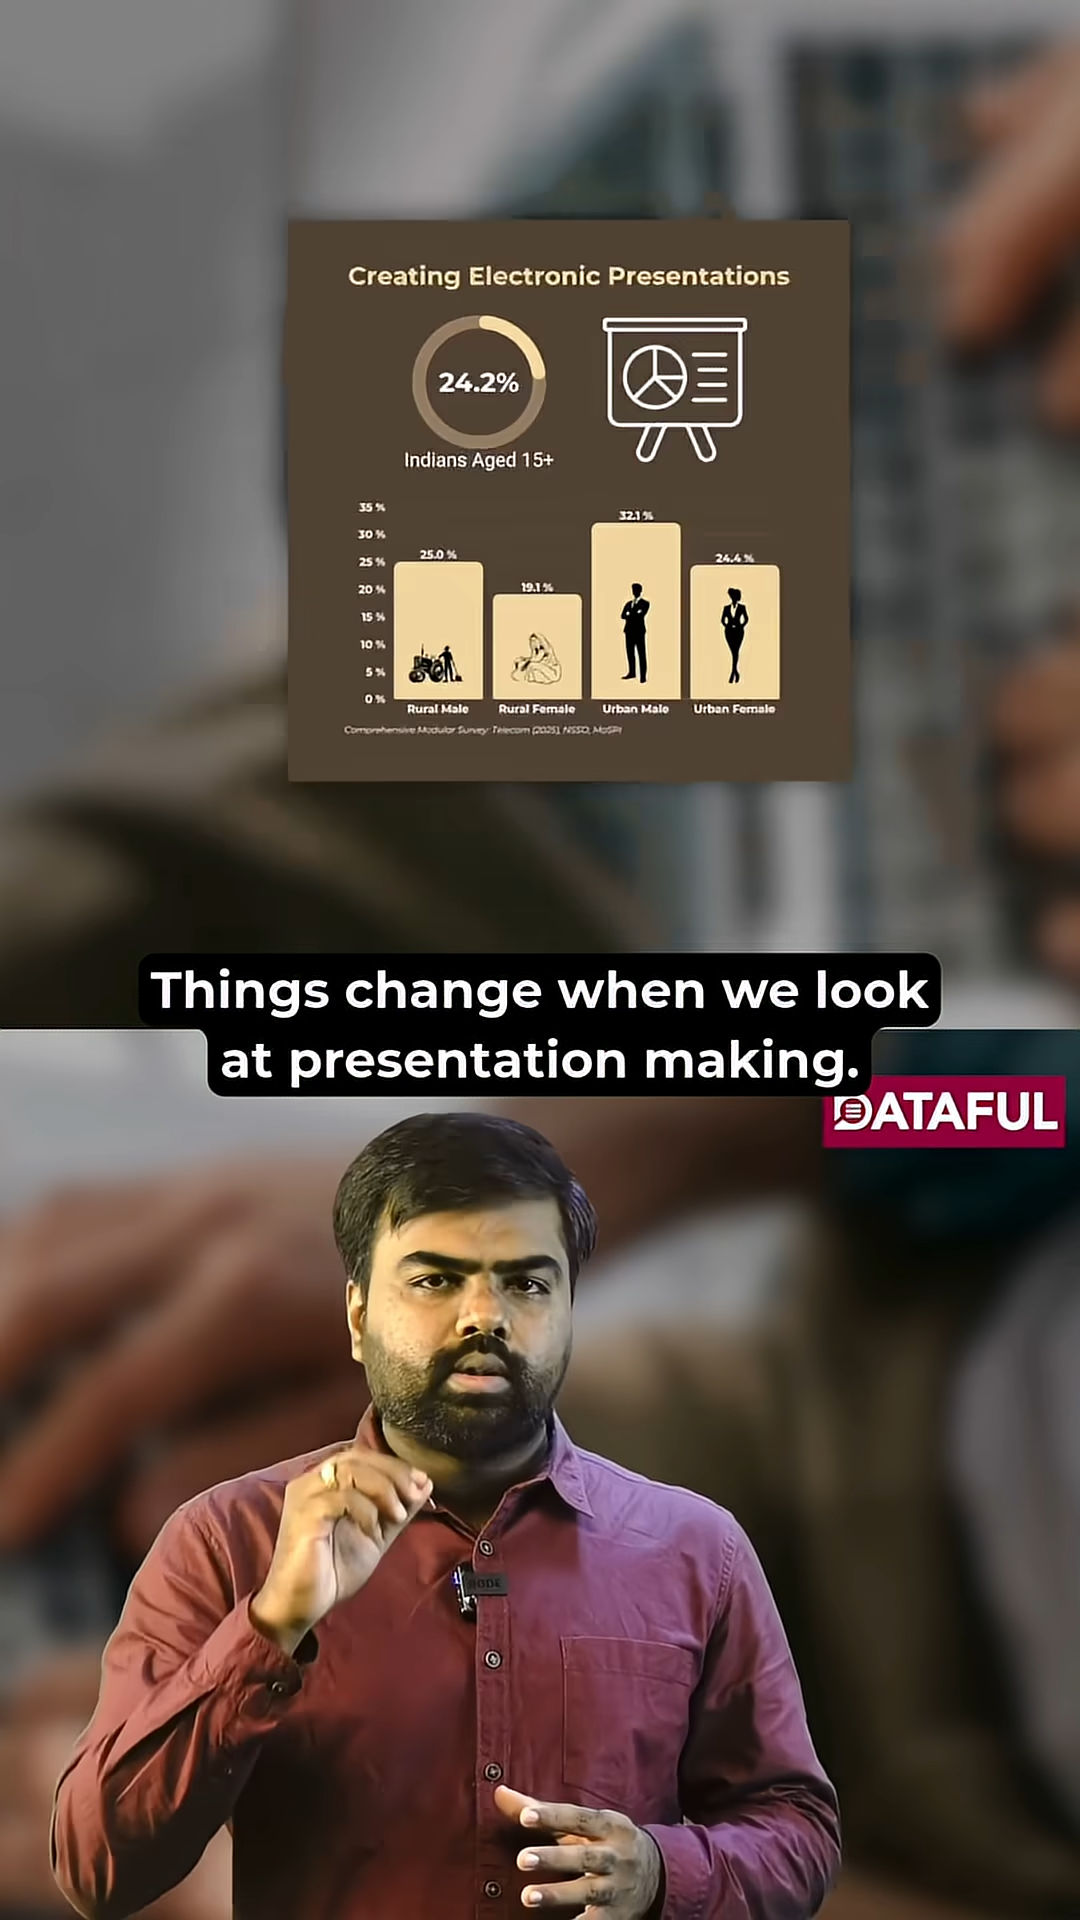 Creating Electronic Presentations
24.2%
Indians Aged 15+
35 %
30 %
25 %
20 %
15 %
10 %
5 %
0 %
25.0 %
19.1 %
32.1 %
24.4 %
Rural Male
Rural Female
Urban Male
Urban Female
Comprehensive Modular Survey: Telecom (2025), NSSO, MoSPI
Things change when we look
at presentation making.
DATAFUL
RODE